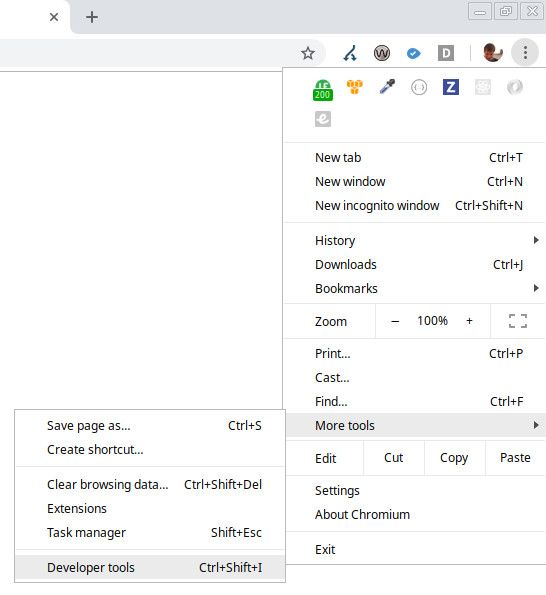 D
LF
200
Z
New tab Ctrl+T
New window Ctrl+N
New incognito window Ctrl+Shift+N
History
Downloads Ctrl+J
Bookmarks
Zoom – 100% +
Print... Ctrl+P
Cast...
Find... Ctrl+F
More tools
Edit Cut Copy Paste
Settings
About Chromium
Exit
Save page as... Ctrl+S
Create shortcut...
Clear browsing data... Ctrl+Shift+Del
Extensions
Task manager Shift+Esc
Developer tools Ctrl+Shift+I